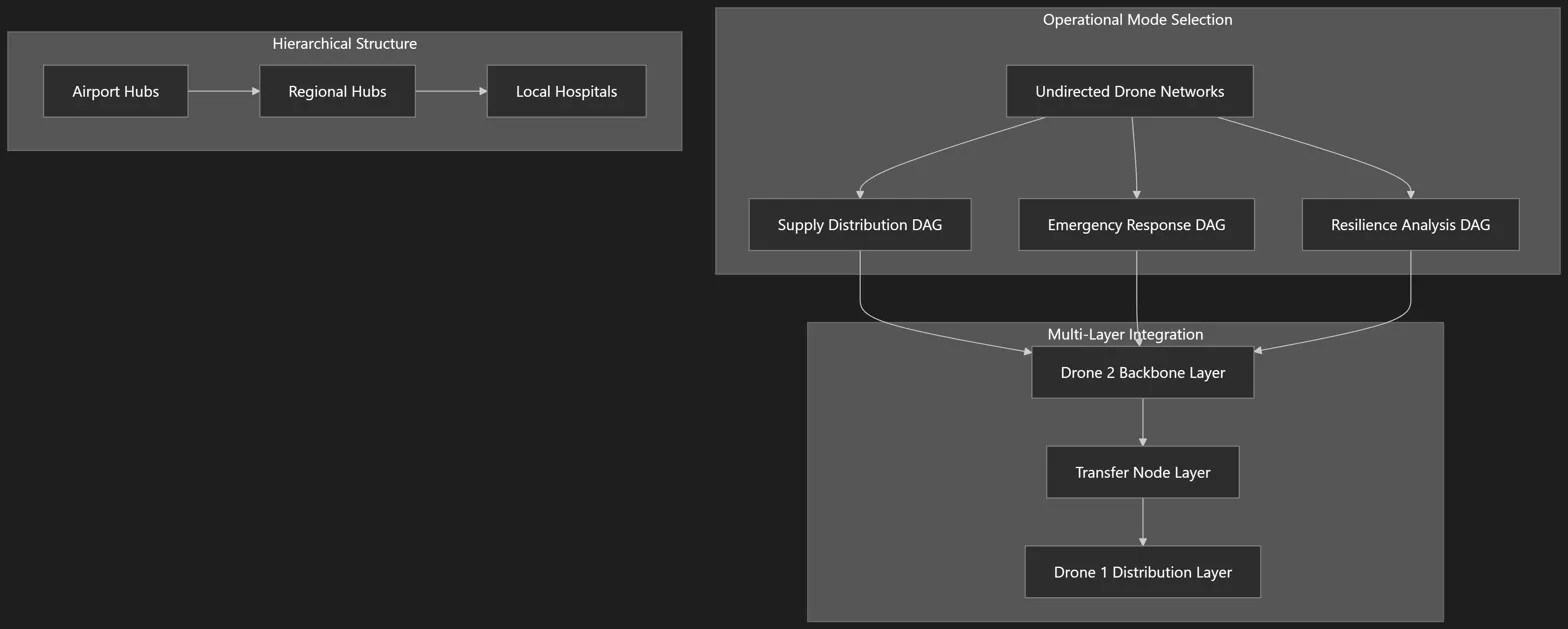 Hierarchical Structure
Airport Hubs
Regional Hubs
Local Hospitals
Operational Mode Selection
Undirected Drone Networks
Supply Distribution DAG
Emergency Response DAG
Resilience Analysis DAG
Multi-Layer Integration
Drone 2 Backbone Layer
Transfer Node Layer
Drone 1 Distribution Layer